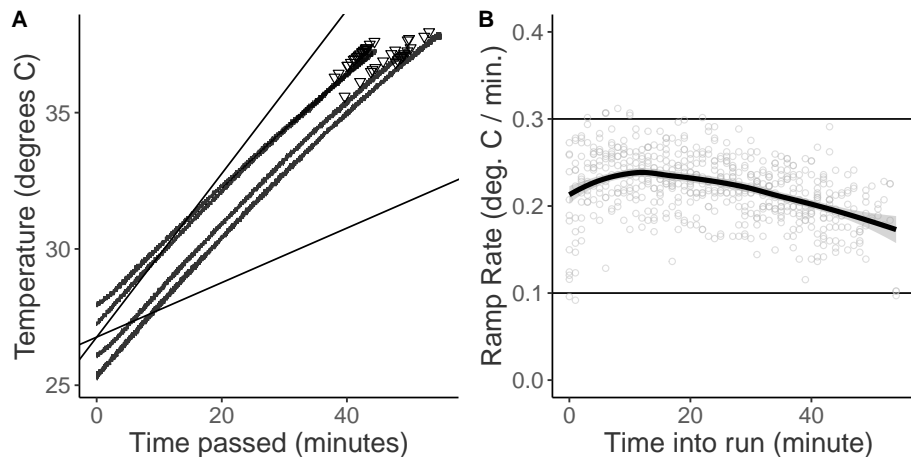 A
Temperature (degrees C)
35
30
25
0
20
40
Time passed (minutes)
B
Ramp Rate (deg. C / min.)
0.4
0.3
0.2
0.1
0.0
0
20
40
Time into run (minute)